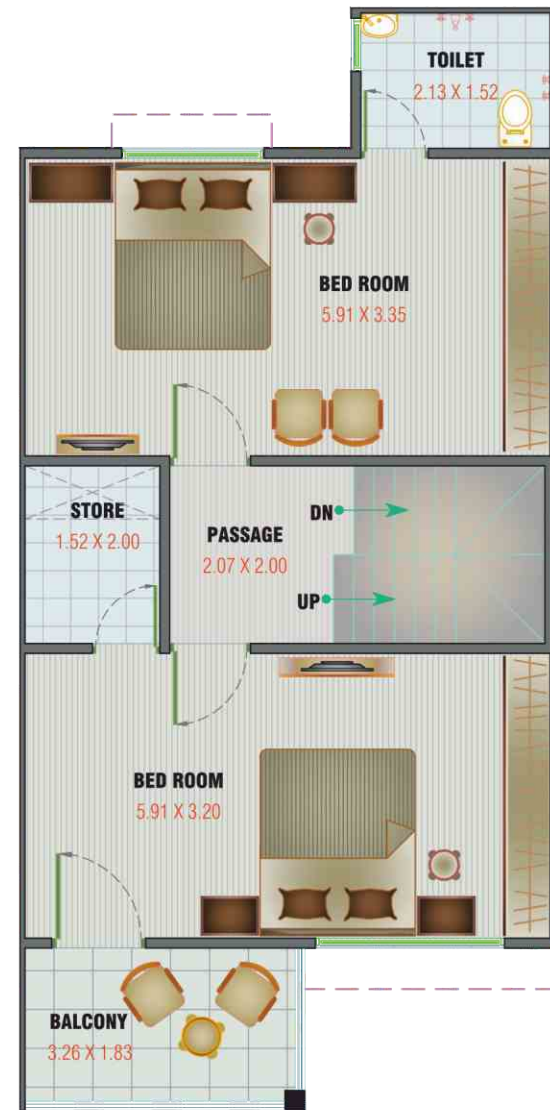 TOILET
2.13 X 1.52
BED ROOM
5.91 X 3.35
STORE
1.52 X 2.00
PASSAGE
2.07 X 2.00
DN
UP
BED ROOM
5.91 X 3.20
BALCONY
3.26 X 1.83